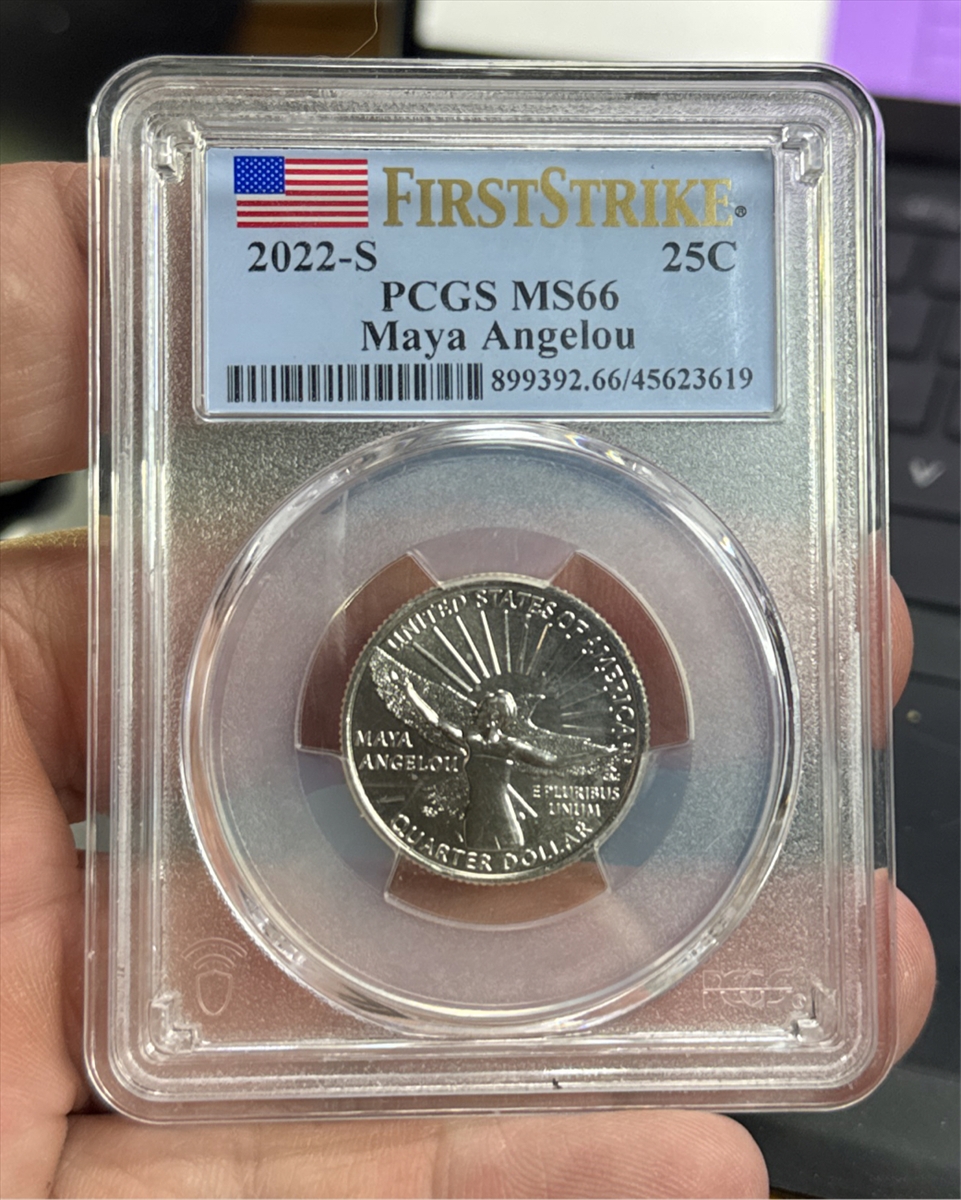 FIRSTSTRIKE®
2022-S 25C
PCGS MS66
Maya Angelou
899392.66/45623619
UNITED STATES OF AMERICA
MAYA
ANGELOU
E PLURIBUS
UNUM
QUARTER DOLLAR
PCGS